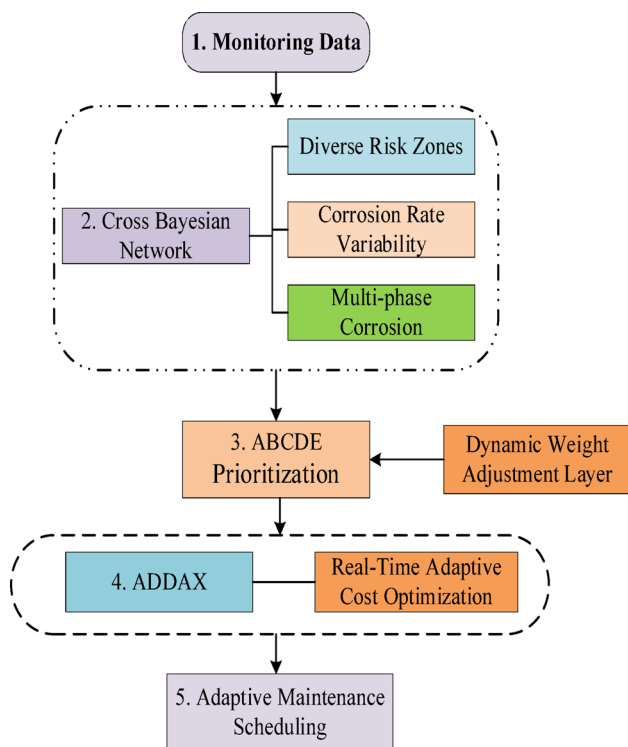 1. Monitoring Data
Diverse Risk Zones
2. Cross Bayesian
Network
Corrosion Rate
Variability
Multi-phase
Corrosion
3. ABCDE
Prioritization
Dynamic Weight
Adjustment Layer
4. ADDAX
Real-Time Adaptive
Cost Optimization
5. Adaptive Maintenance
Scheduling